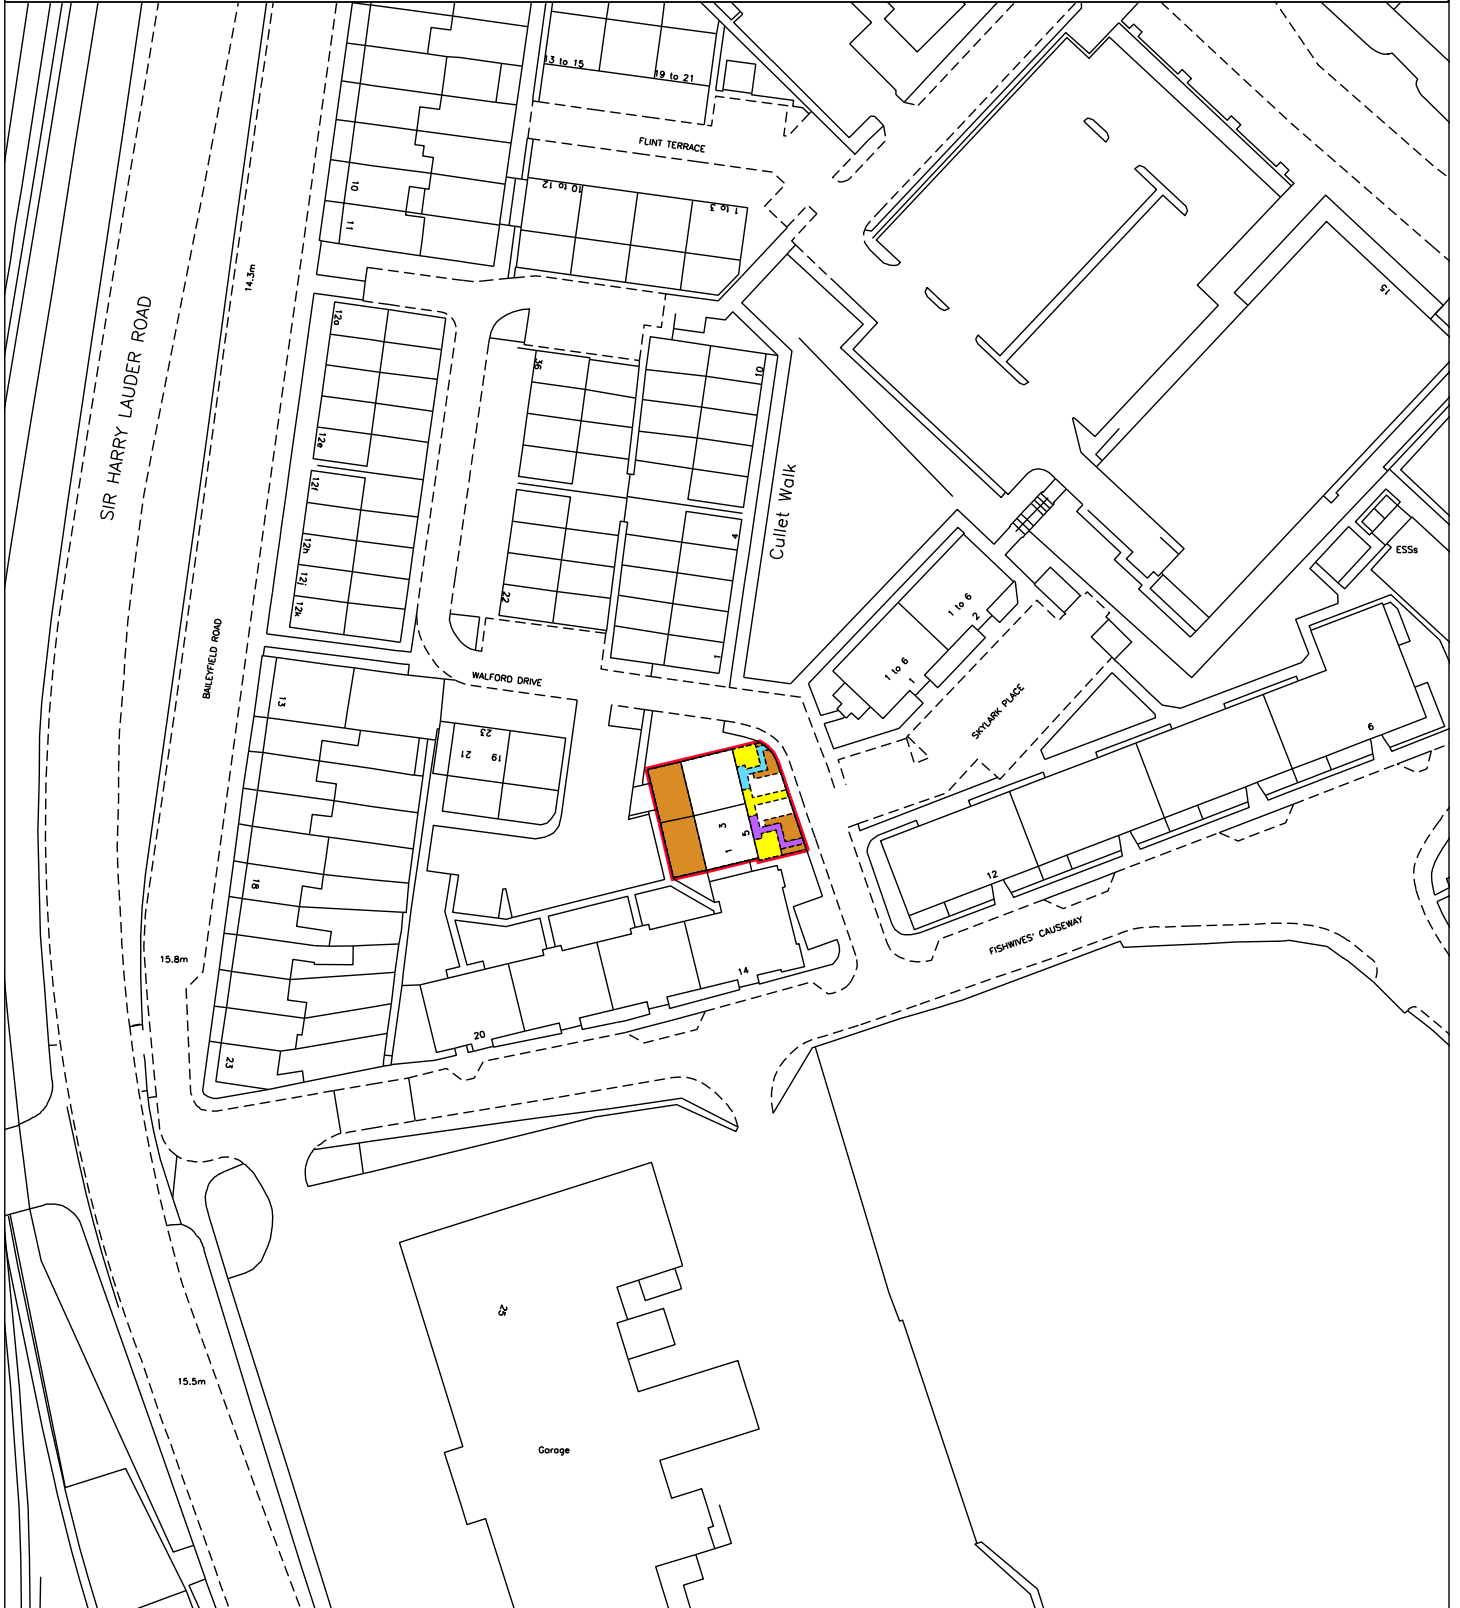 13 to 15
19 to 21
FLINT TERRACE
10
10 to 12
1 to 3
11
14.3m
SIR HARRY LAUDER ROAD
15
12a
36
10
12e
12f
Cullet Walk
4
12h
ESSs
12j
22
12k
1 to 6
2
1
1 to 6
1
BAILEYFIELD ROAD
WALFORD DRIVE
SKYLARK PLACE
13
23
21
19
6
3
5
1
12
18
FISHWIVES' CAUSEWAY
15.8m
14
20
23
25
15.5m
Garage